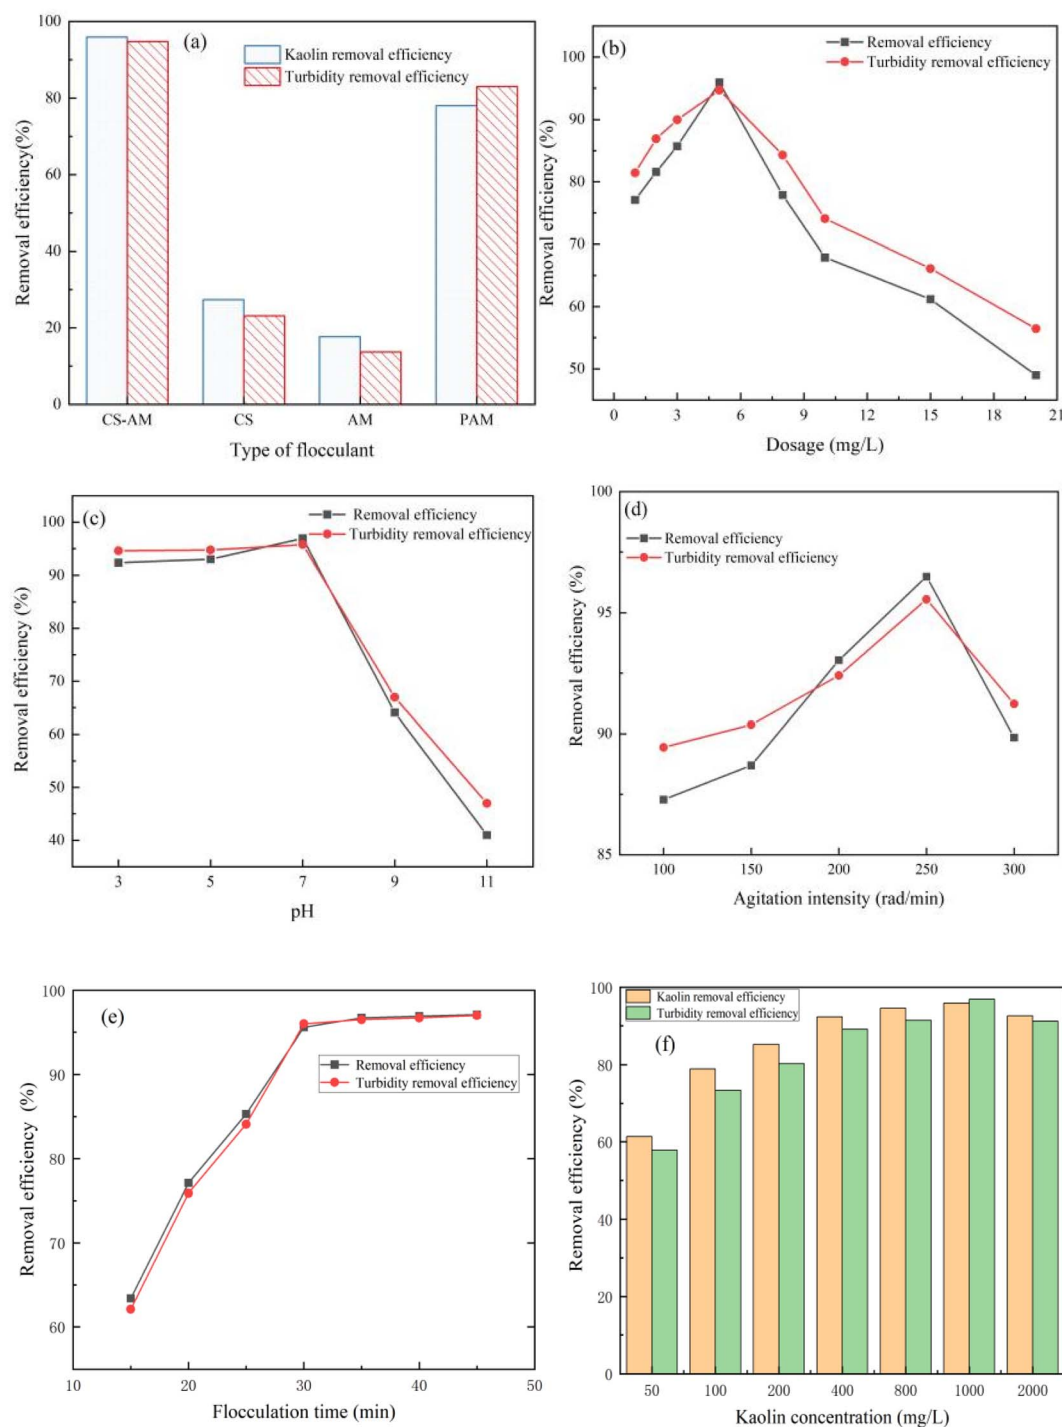 (a)
Kaolin removal efficiency
Turbidity removal efficiency
Removal efficiency(%)
100
80
60
40
20
0
CS-AM CS AM PAM
Type of flocculant
(b)
Removal efficiency
Turbidity removal efficiency
Removal efficiency (%)
100
90
80
70
60
50
0 3 6 9 12 15 18 21
Dosage (mg/L)
(c)
Removal efficiency
Turbidity removal efficiency
Removal efficiency (%)
100
90
80
70
60
50
40
3 5 7 9 11
pH
(d)
Removal efficiency
Turbidity removal efficiency
Removal efficiency (%)
100
95
90
85
100 150 200 250 300
Agitation intensity (rad/min)
(e)
Removal efficiency
Turbidity removal efficiency
Removal efficiency (%)
100
90
80
70
60
10 20 30 40 50
Flocculation time (min)
(f)
Kaolin removal efficiency
Turbidity removal efficiency
Removal efficiency (%)
100
80
60
40
20
0
50 100 200 400 800 1000 2000
Kaolin concentration (mg/L)